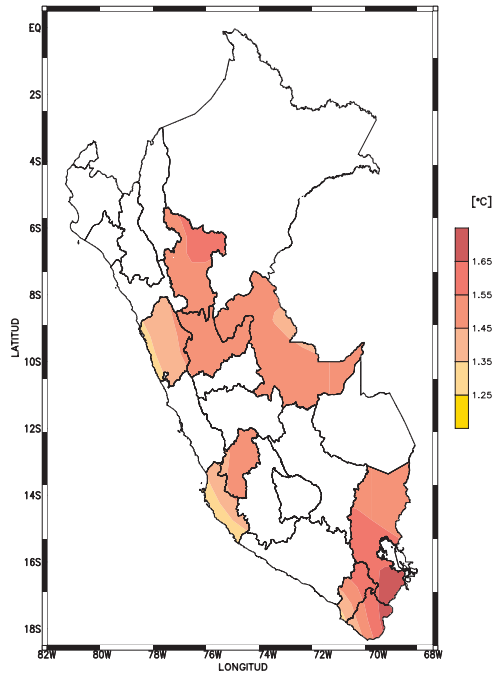 EQ
2S
4S
6S
8S
10S
12S
14S
16S
18S
LATITUD
82W 80W 78W 76W 74W 72W 70W 68W
LONGITUD
[°C]
1.65
1.55
1.45
1.35
1.25